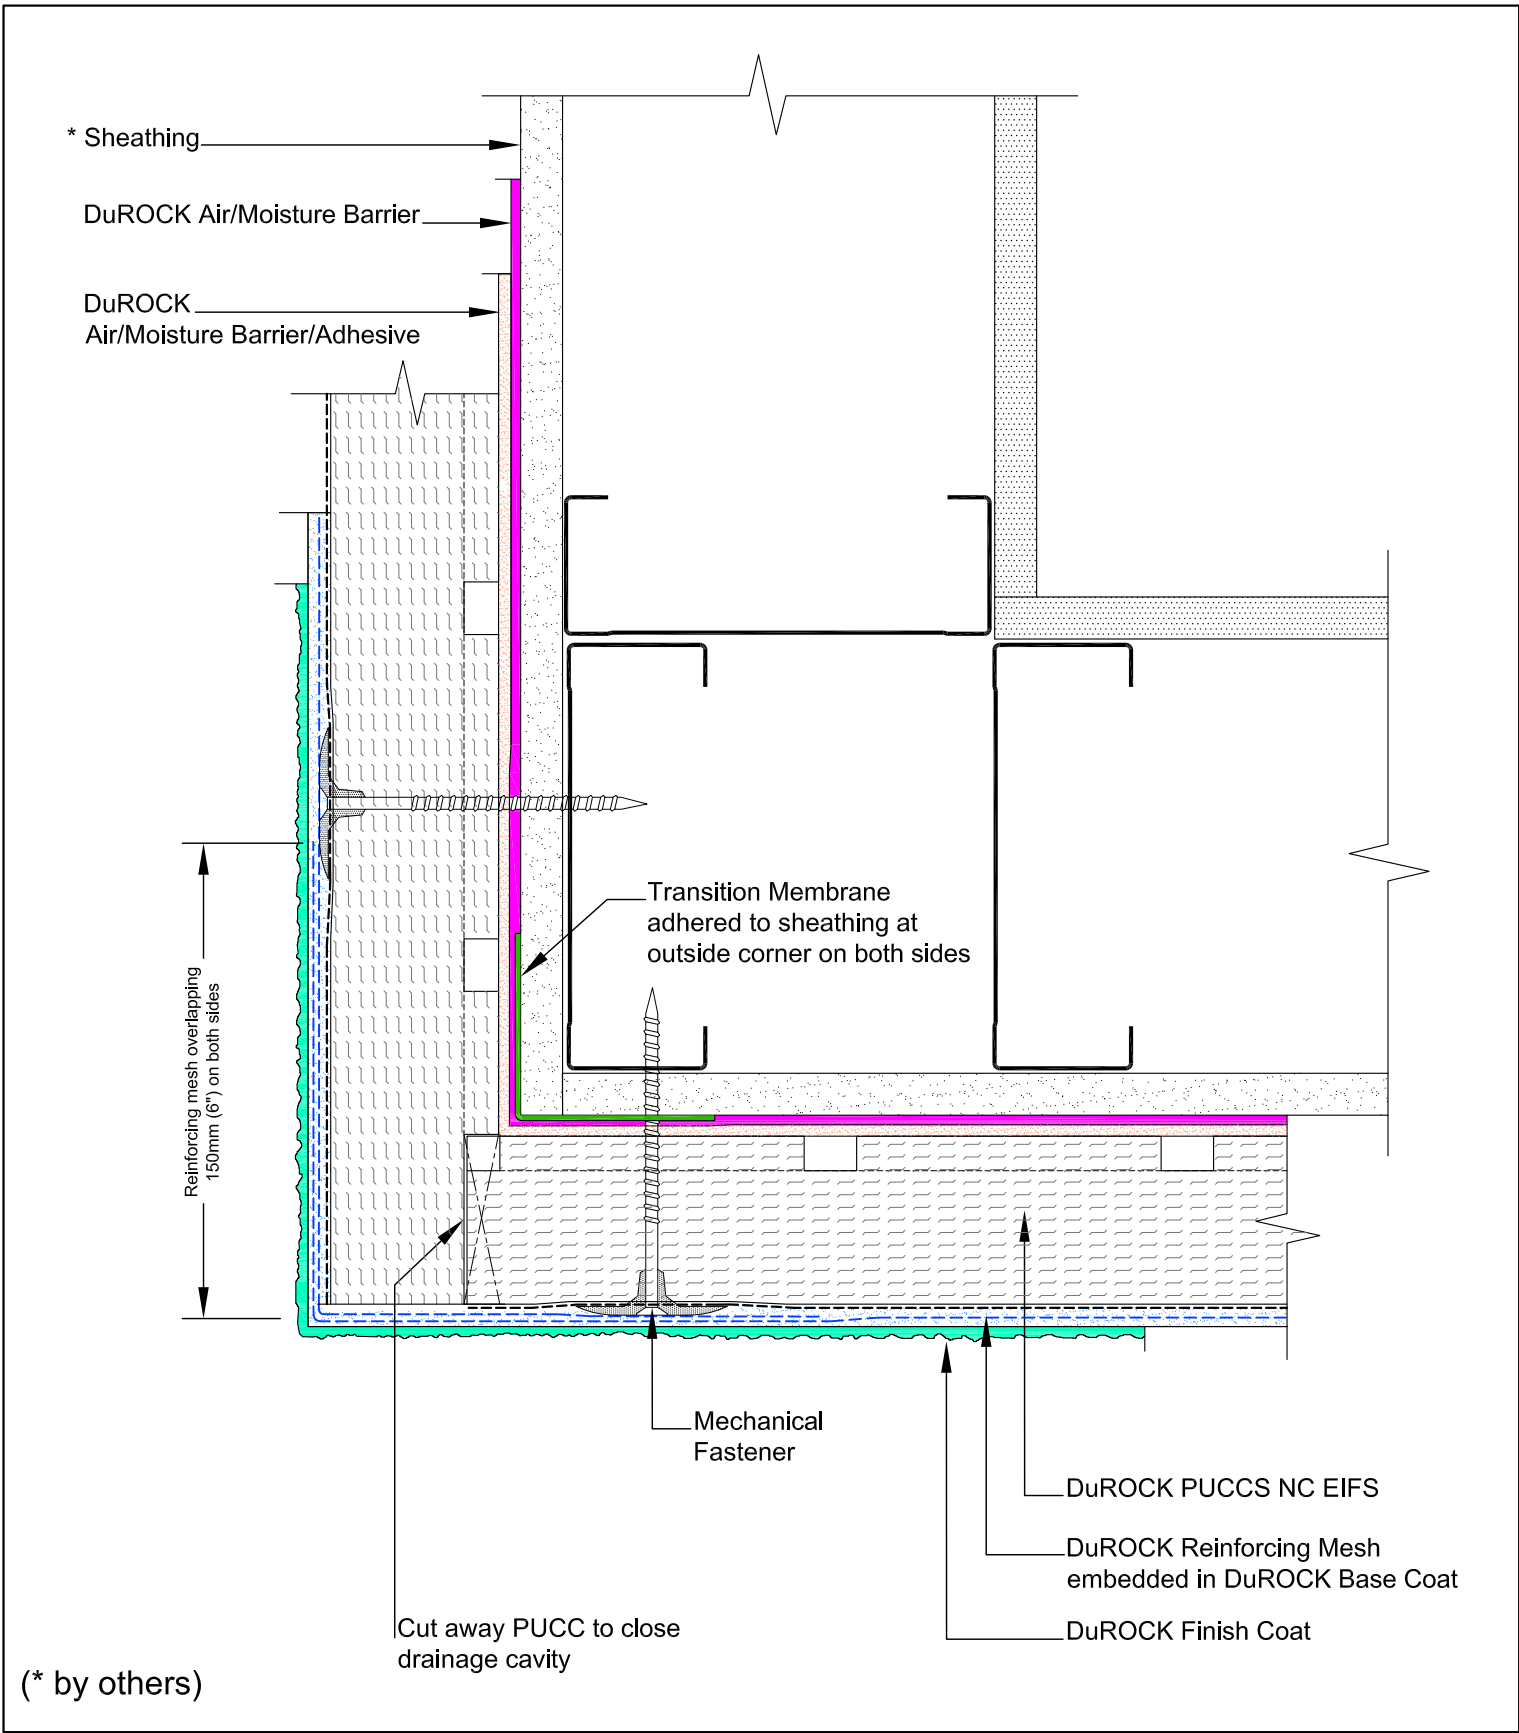 * Sheathing
DuROCK Air/Moisture Barrier
DuROCK
Air/Moisture Barrier/Adhesive
Transition Membrane
adhered to sheathing at
outside corner on both sides
Reinforcing mesh overlapping
150mm (6") on both sides
Mechanical
Fastener
DuROCK PUCCS NC EIFS
DuROCK Reinforcing Mesh
embedded in DuROCK Base Coat
DuROCK Finish Coat
Cut away PUCC to close
drainage cavity
(* by others)